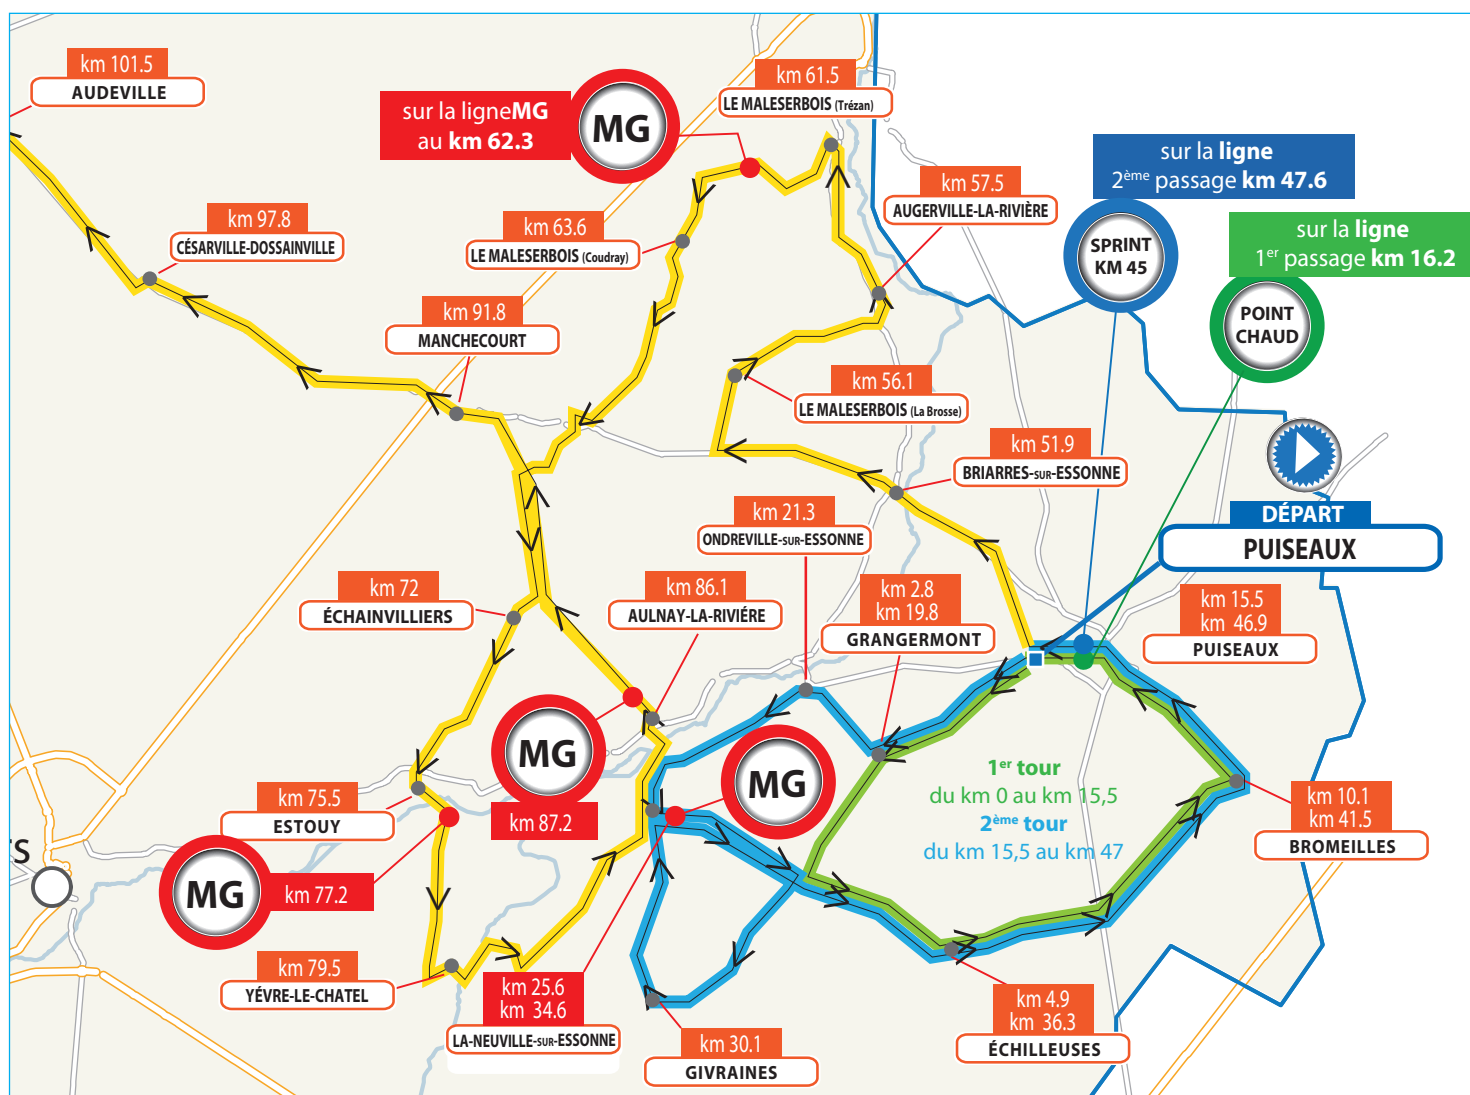 km 101.5
AUDEVILLE
sur la ligneMG
au km 62.3
MG
km 61.5
LE MALESERBOIS (Trézan)
sur la ligne
2ème passage km 47.6
km 57.5
AUGERVILLE-LA-RIVIÈRE
km 97.8
CÉSARVILLE-DOSSAINVILLE
km 63.6
LE MALESERBOIS (Coudray)
SPRINT
KM 45
sur la ligne
1er passage km 16.2
POINT
CHAUD
km 91.8
MANCHECOURT
km 56.1
LE MALESERBOIS (La Brosse)
km 51.9
BRIARRES-SUR-ESSONNE
km 21.3
ONDREVILLE-SUR-ESSONNE
DÉPART
PUISEAUX
km 72
ÉCHAINVILLIERS
km 86.1
AULNAY-LA-RIVIÉRE
km 2.8
km 19.8
GRANGERMONT
km 15.5
km 46.9
PUISEAUX
MG
km 87.2
MG
1er tour
du km 0 au km 15,5
2ème tour
du km 15,5 au km 47
km 75.5
ESTOUY
km 10.1
km 41.5
BROMEILLES
TS
MG
km 77.2
km 79.5
YÉVRE-LE-CHATEL
km 25.6
km 34.6
LA-NEUVILLE-SUR-ESSONNE
km 30.1
GIVRAINES
km 4.9
km 36.3
ÉCHILLEUSES